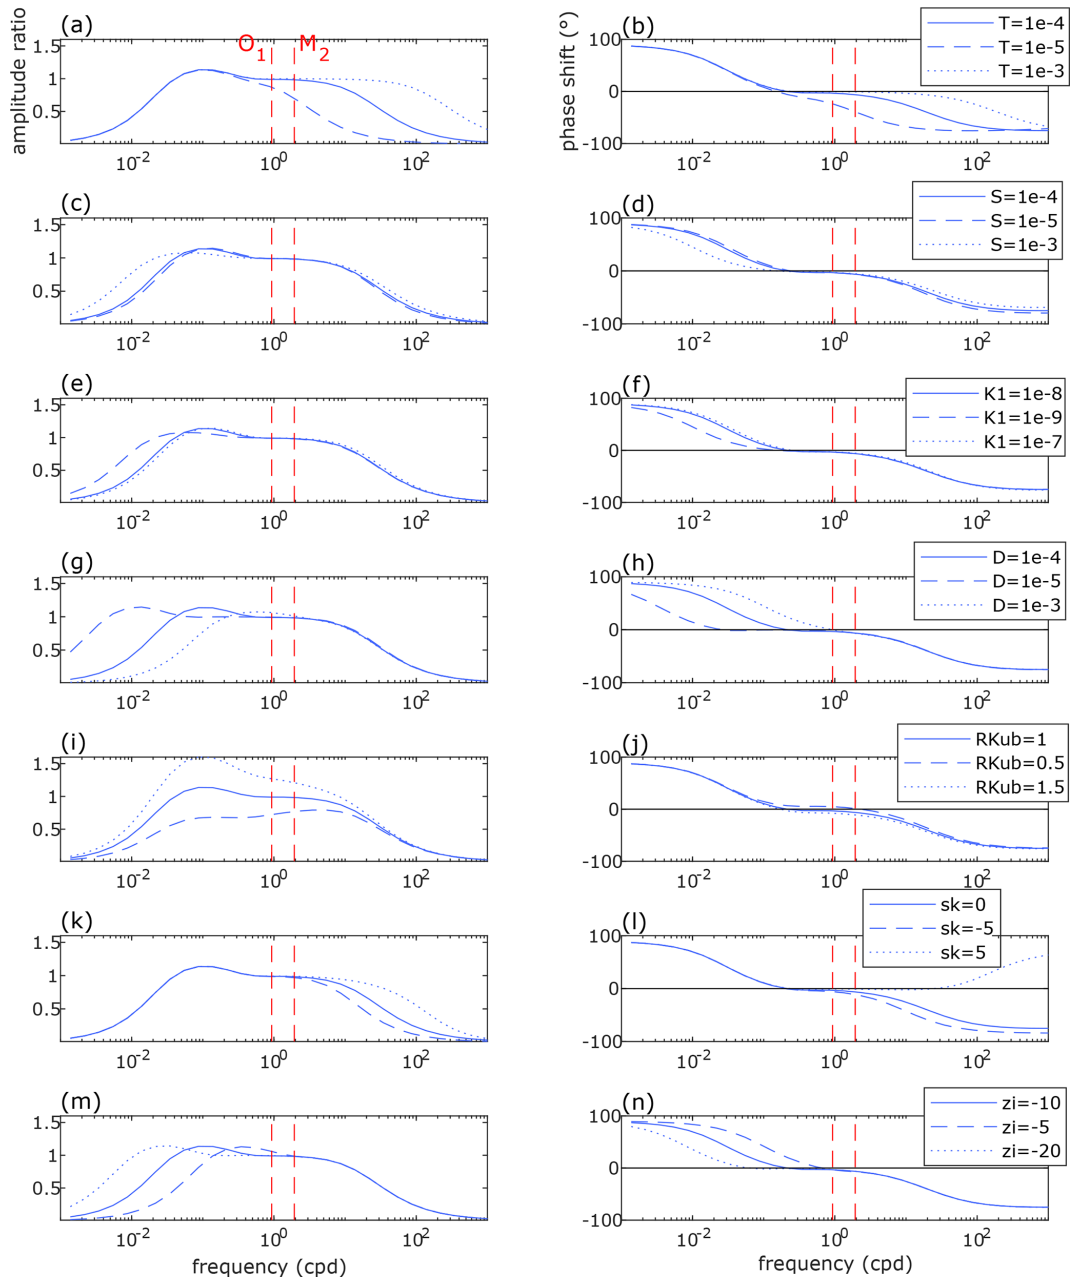 (a)
amplitude ratio
O1
M2
1.5
1
0.5
10-2
100
102
(b)
phase shift (°)
T=1e-4
T=1e-5
T=1e-3
100
0
-100
10-2
100
102
(c)
1.5
1
0.5
10-2
100
102
(d)
S=1e-4
S=1e-5
S=1e-3
100
0
-100
10-2
100
102
(e)
1.5
1
0.5
10-2
100
102
(f)
K1=1e-8
K1=1e-9
K1=1e-7
100
0
-100
10-2
100
102
(g)
1.5
1
0.5
10-2
100
102
(h)
D=1e-4
D=1e-5
D=1e-3
100
0
-100
10-2
100
102
(i)
1.5
1
0.5
10-2
100
102
(j)
RKub=1
RKub=0.5
RKub=1.5
100
0
-100
10-2
100
102
(k)
1.5
1
0.5
10-2
100
102
(l)
sk=0
sk=-5
sk=5
100
0
-100
10-2
100
102
(m)
1.5
1
0.5
10-2
100
102
frequency (cpd)
(n)
zi=-10
zi=-5
zi=-20
100
0
-100
10-2
100
102
frequency (cpd)